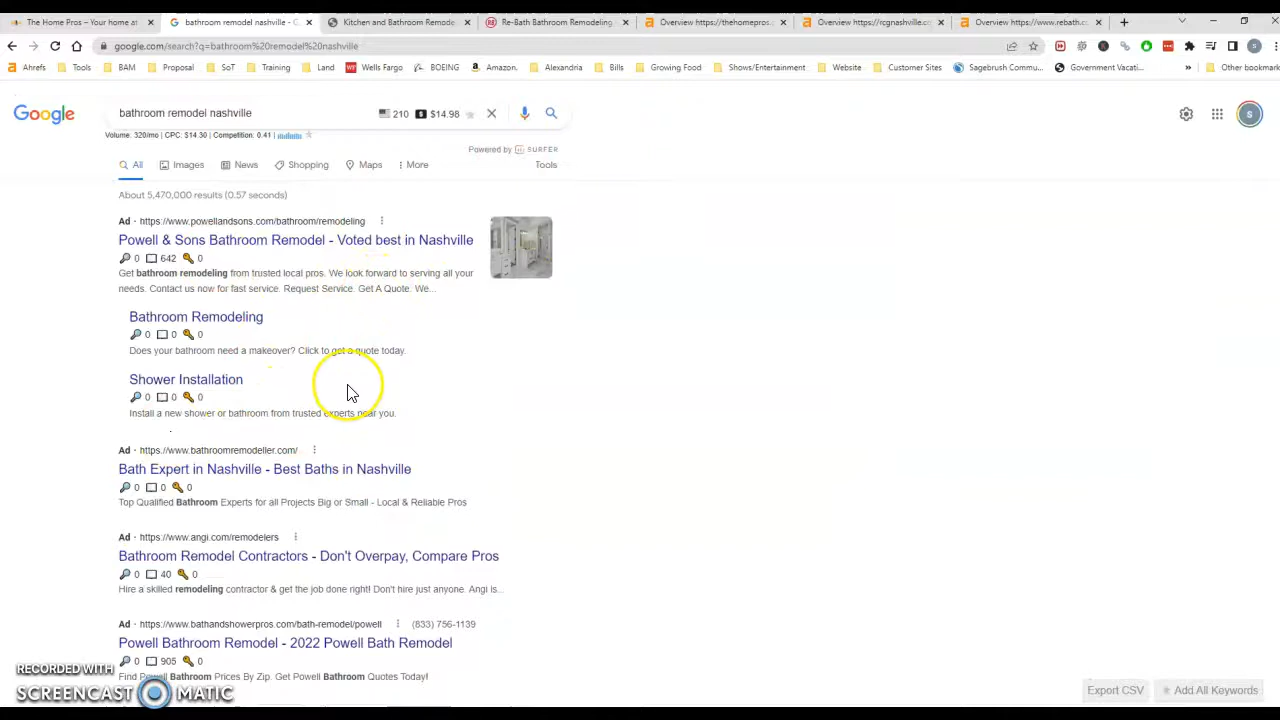 The Home Pros – Your home at
bathroom remodel nashville - G
Kitchen and Bathroom Remode
Re-Bath Bathroom Remodeling
Overview https://thehomepros.c
Overview: https://rcgnashville.c
Overview https://www.rebath.c
google.com/search?q=bathroom%20remodel%20nashville
Ahrefs
Tools
BAM
Proposal
SoT
Training
Land
Wells Fargo
BOEING
Amazon.
Alexandria
Bills
Growing Food
Shows/Entertainment
Website
Customer Sites
Sagebrush Commu...
Government Vacati...
»
Other bookmark
Google
bathroom remodel nashville
210
$14.98
S
Volume: 320/mo | CPC: $14.30 | Competition: 0.41 |
Powered by SURFER
All
Images
News
Shopping
Maps
More
Tools
About 5,470,000 results (0.57 seconds)
Ad · https://www.powellandsons.com/bathroom/remodeling
Powell & Sons Bathroom Remodel - Voted best in Nashville
0 642 0
Get bathroom remodeling from trusted local pros. We look forward to serving all your
needs. Contact us now for fast service. Request Service. Get A Quote. We...
Bathroom Remodeling
0 0 0
Does your bathroom need a makeover? Click to get a quote today.
Shower Installation
0 0 0
Install a new shower or bathroom from trusted experts near you.
Ad · https://www.bathroomremodeller.com/
Bath Expert in Nashville - Best Baths in Nashville
0 0 0
Top Qualified Bathroom Experts for all Projects Big or Small - Local & Reliable Pros
Ad · https://www.angi.com/remodelers
Bathroom Remodel Contractors - Don't Overpay, Compare Pros
0 40 0
Hire a skilled remodeling contractor & get the job done right! Don't hire just anyone. Angi is...
Ad · https://www.bathandshowerpros.com/bath-remodel/powell
(833) 756-1139
Powell Bathroom Remodel - 2022 Powell Bath Remodel
0 905 0
Find Powell Bathroom Prices By Zip. Get Powell Bathroom Quotes Today!
RECORDED WITH
SCREENCAST MATIC
Export CSV
Add All Keywords